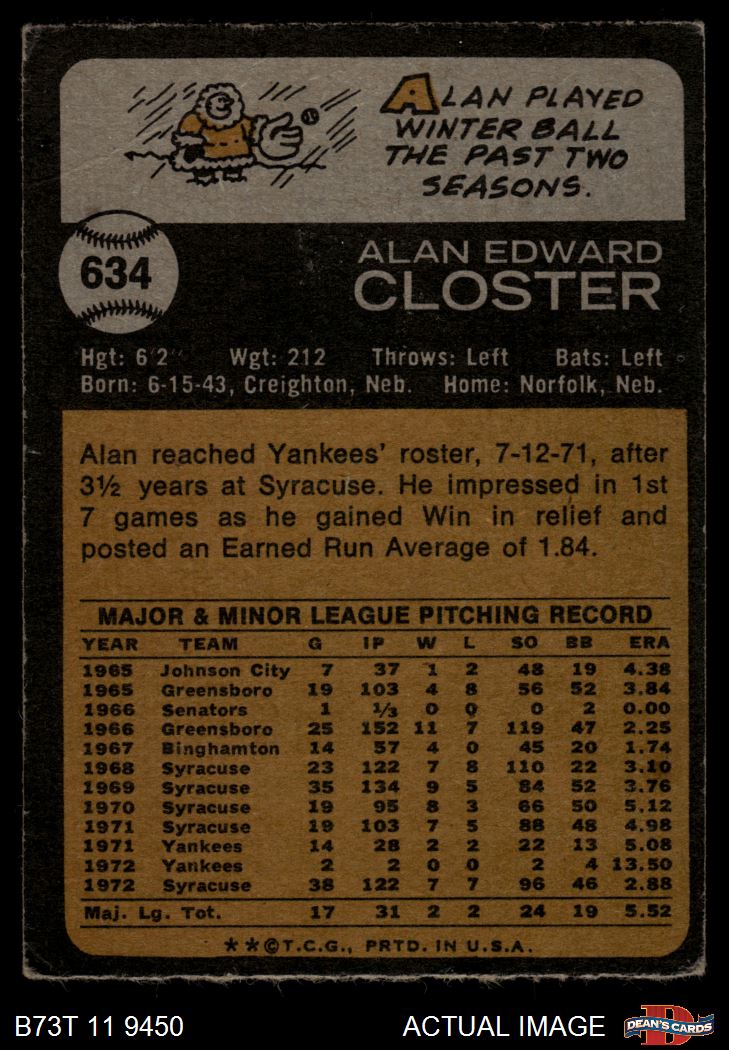 ALAN PLAYED
WINTER BALL
THE PAST TWO
SEASONS.
634
ALAN EDWARD
CLOSTER
Hgt: 6'2" Wgt: 212 Throws: Left Bats: Left
Born: 6-15-43, Creighton, Neb. Home: Norfolk, Neb.
Alan reached Yankees' roster, 7-12-71, after
3½ years at Syracuse. He impressed in 1st
7 games as he gained Win in relief and
posted an Earned Run Average of 1.84.
MAJOR & MINOR LEAGUE PITCHING RECORD
YEAR TEAM G IP W L SO BB ERA
1965 Johnson City 7 37 1 2 48 19 4.38
1965 Greensboro 19 103 4 8 56 52 3.84
1966 Senators 1 1/3 0 0 0 2 0.00
1966 Greensboro 25 152 11 7 119 47 2.25
1967 Binghamton 14 57 4 0 45 20 1.74
1968 Syracuse 23 122 7 8 110 22 3.10
1969 Syracuse 35 134 9 5 84 52 3.76
1970 Syracuse 19 95 8 3 66 50 5.12
1971 Syracuse 19 103 7 5 88 48 4.98
1971 Yankees 14 28 2 2 22 13 5.08
1972 Yankees 2 2 0 0 2 4 13.50
1972 Syracuse 38 122 7 7 96 46 2.88
Maj. Lg. Tot. 17 31 2 2 24 19 5.52
**©T.C.G., PRTD. IN U.S.A.
B73T 11 9450 ACTUAL IMAGE DEAN'S CARDS